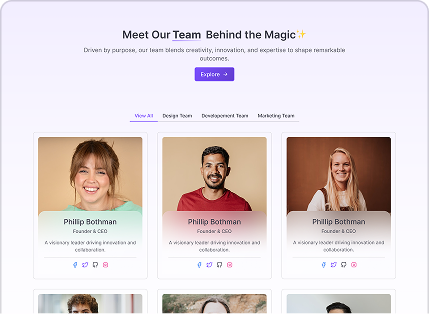 Meet Our Team Behind the Magic✨
Driven by purpose, our team blends creativity, innovation, and expertise to shape remarkable
outcomes.
Explore →
View All Design Team Developement Team Marketing Team
Phillip Bothman Phillip Bothman Phillip Bothman
Founder & CEO Founder & CEO Founder & CEO
A visionary leader driving innovation and A visionary leader driving innovation and A visionary leader driving innovation and
collaboration. collaboration. collaboration.